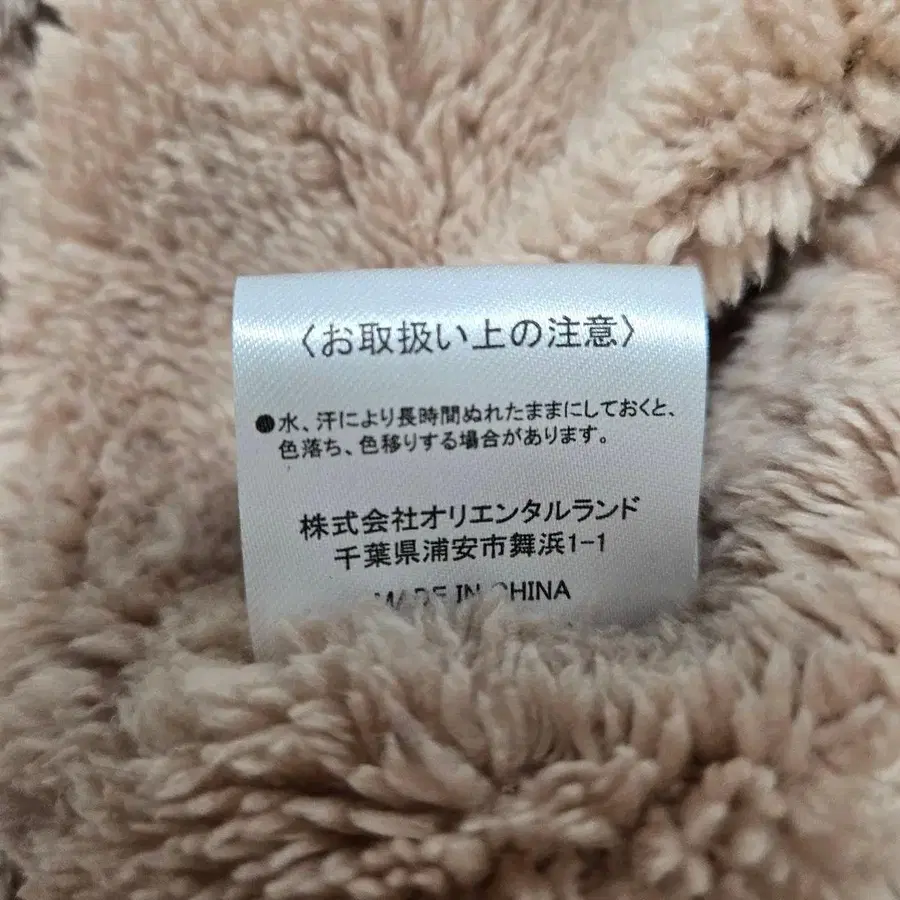 〈お取扱い上の注意〉
●水、汗により長時間ぬれたままにしておくと、
色落ち、色移りする場合があります。
株式会社オリエンタルランド
千葉県浦安市舞浜1-1
MADE IN CHINA